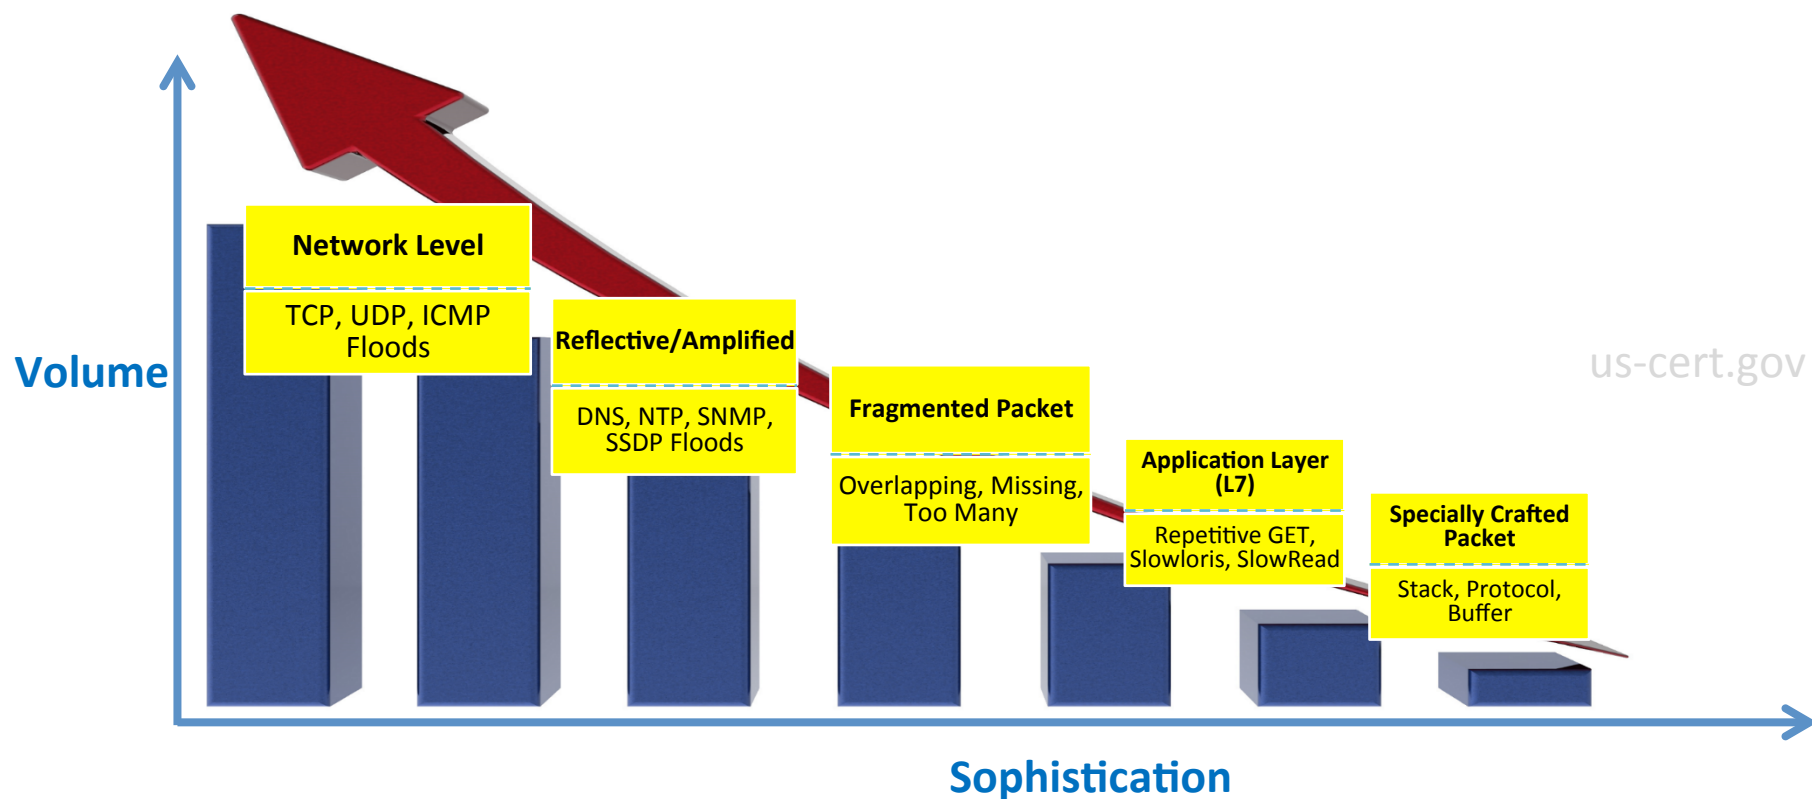 Network Level
TCP, UDP, ICMP
Floods
Reflective/Amplified
DNS, NTP, SNMP,
SSDP Floods
Fragmented Packet
Overlapping, Missing,
Too Many
Application Layer
(L7)
Repetitive GET,
Slowloris, SlowRead
Specially Crafted
Packet
Stack, Protocol,
Buffer
Volume
us-cert.gov
Sophistication